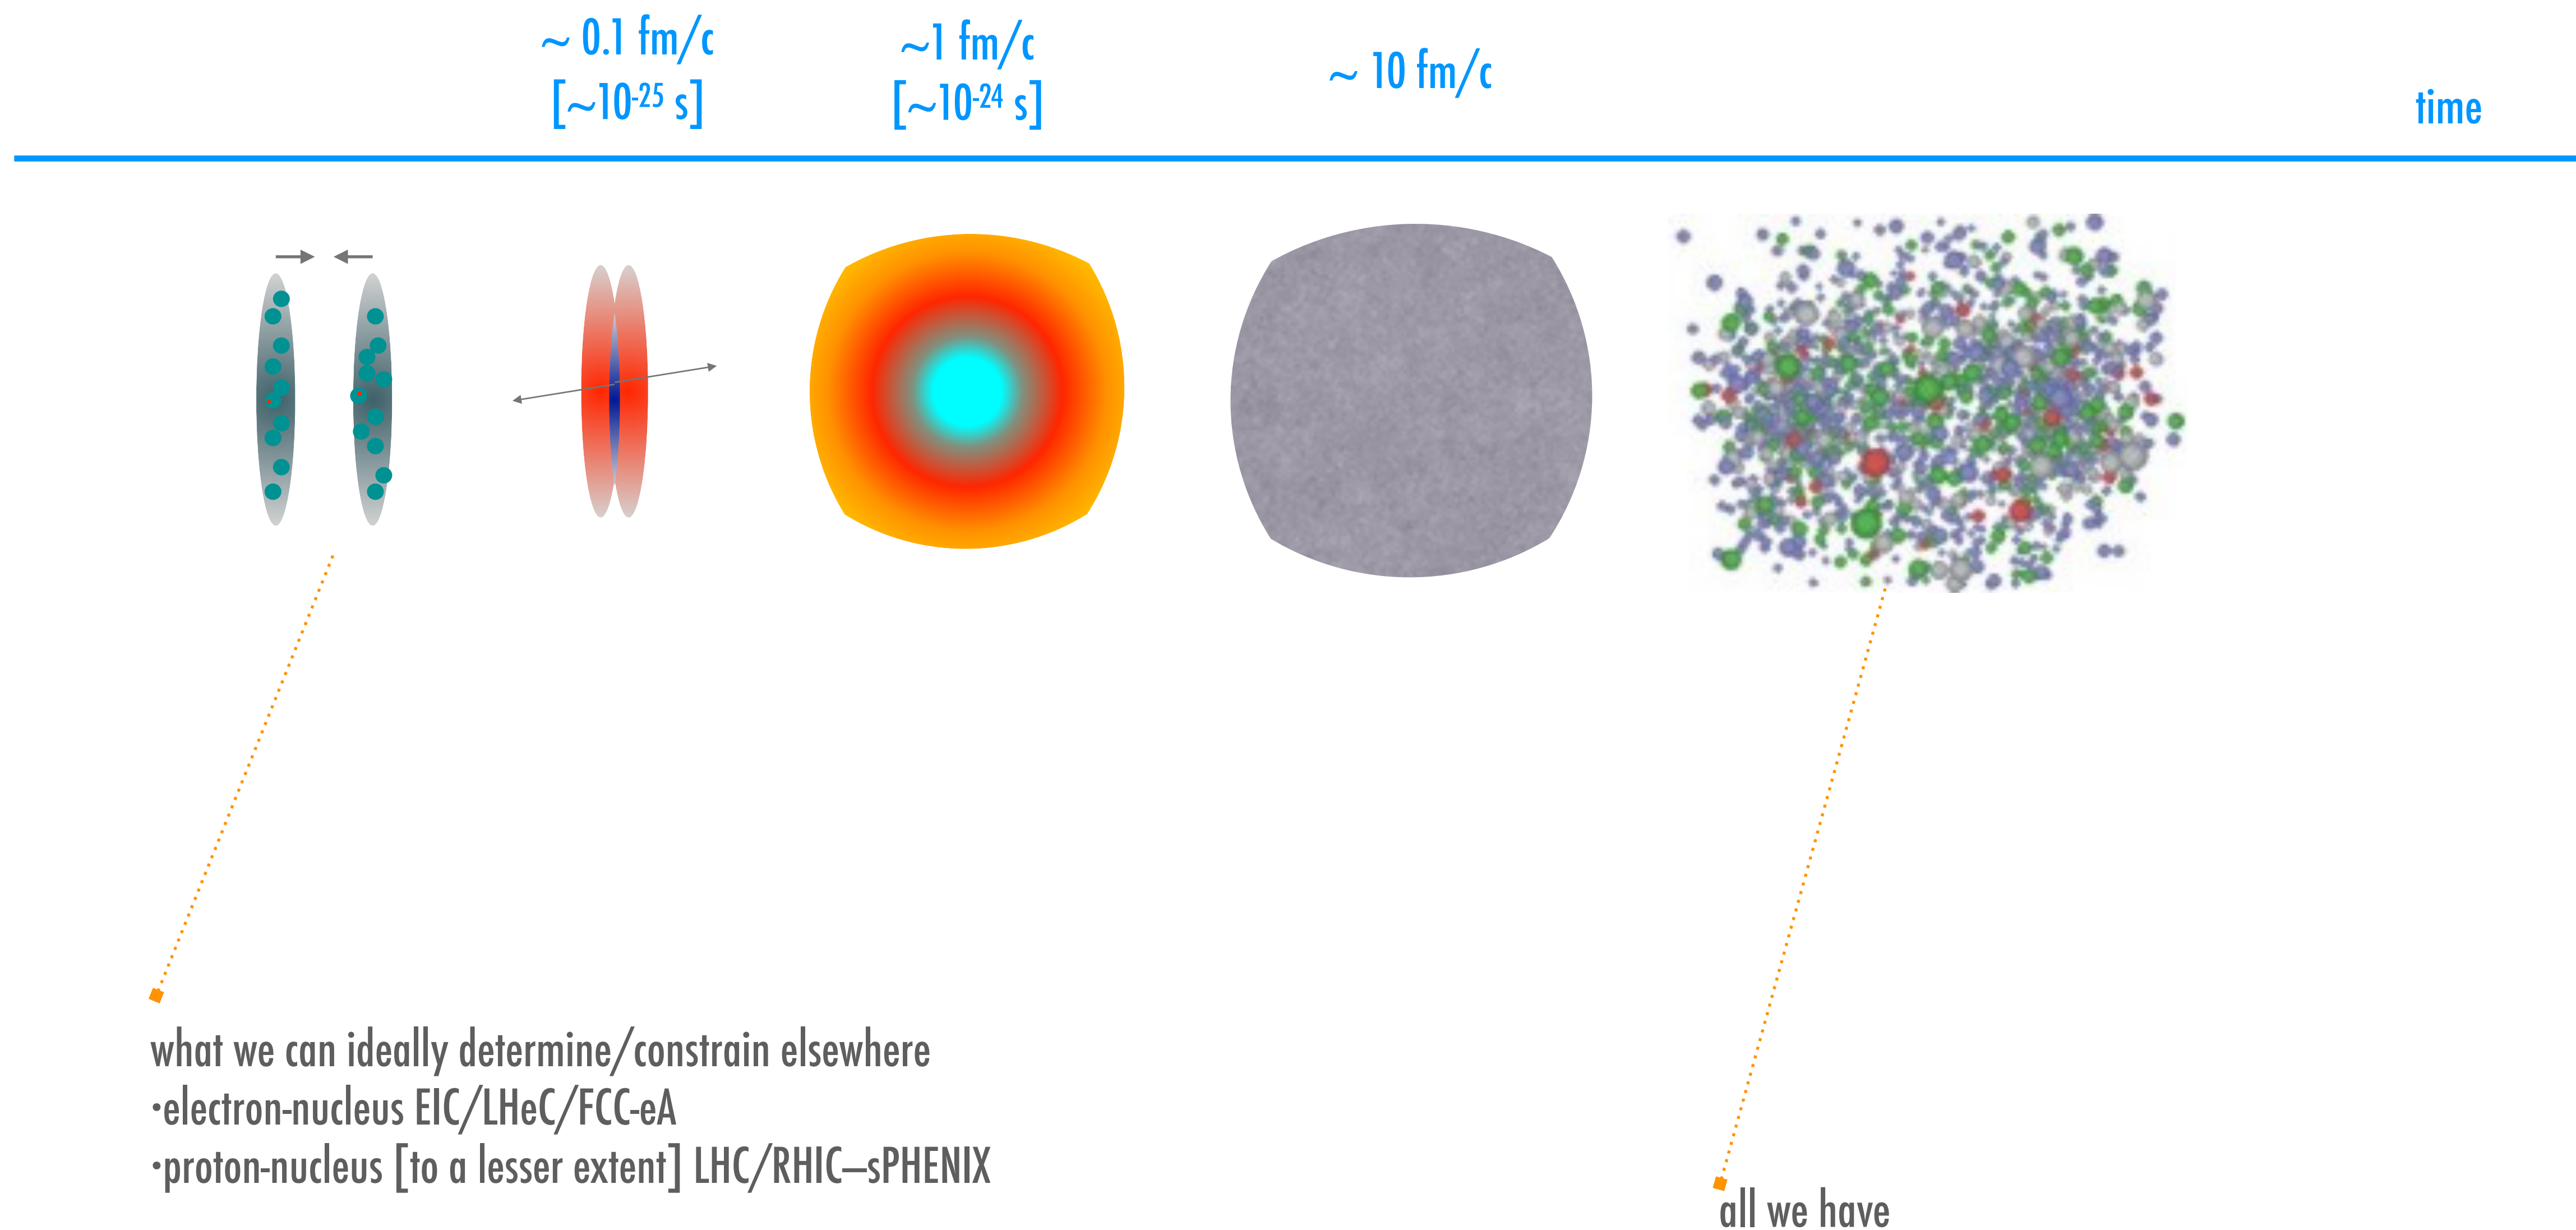 ~ 0.1 fm/c
[~10-25 s]
~1 fm/c
[~10-24 s]
~ 10 fm/c
time
what we can ideally determine/constrain elsewhere
•electron-nucleus EIC/LHeC/FCC-eA
•proton-nucleus [to a lesser extent] LHC/RHIC—sPHENIX
all we have